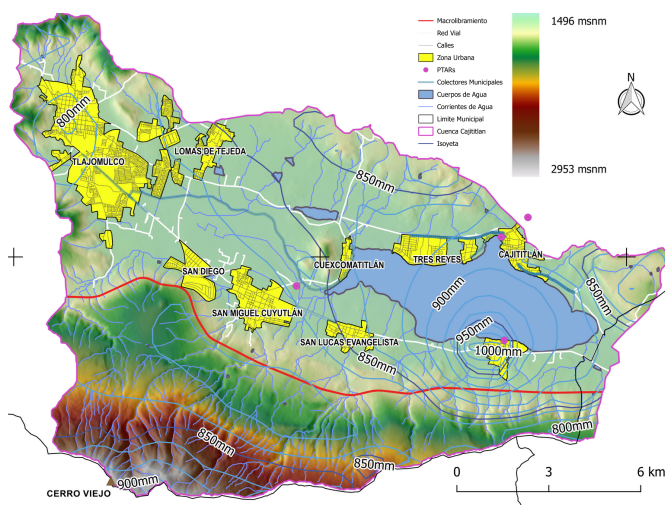 Macrolibramiento
Red Vial
Calles
Zona Urbana
PTARs
Colectores Municipales
Cuerpos de Agua
Corrientes de Agua
Limite Municipal
Cuenca Cajititlan
Isoyeta
1496 msnm
2953 msnm
N
800mm
TLAJOMULCO
LOMAS DE TEJEDA
850mm
SAN DIEGO
SAN MIGUEL CUYUTLÁN
CUEXCOMATITLÁN
TRES REYES
CAJITITLÁN
850mm
900mm
950mm
1000mm
SAN LUCAS EVANGELISTA
850mm
800mm
850mm
850mm
900mm
CERRO VIEJO
0 3 6 km